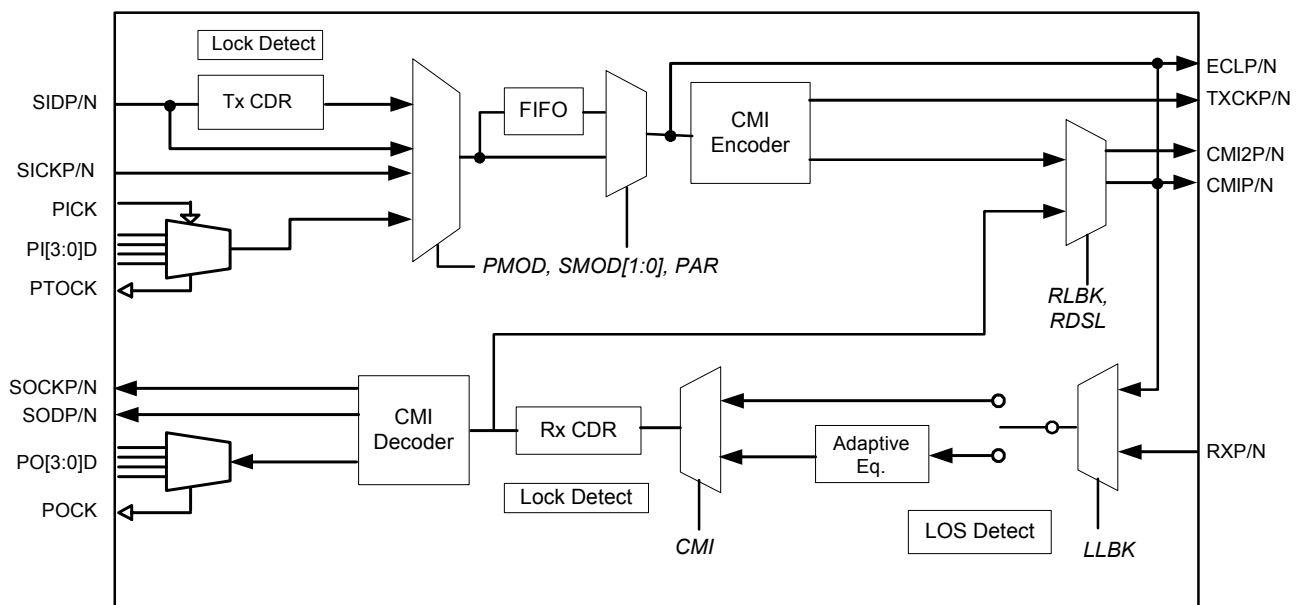 Lock Detect
SIDP/N
Tx CDR
SICKP/N
PICK
PI[3:0]D
PTOCK
FIFO
PMOD, SMOD[1:0], PAR
CMI
Encoder
ECLP/N
TXCKP/N
CMI2P/N
CMIP/N
RLBK,
RDSL
SOCKP/N
SODP/N
PO[3:0]D
POCK
CMI
Decoder
Rx CDR
Lock Detect
CMI
Adaptive
Eq.
LOS Detect
LLBK
RXP/N